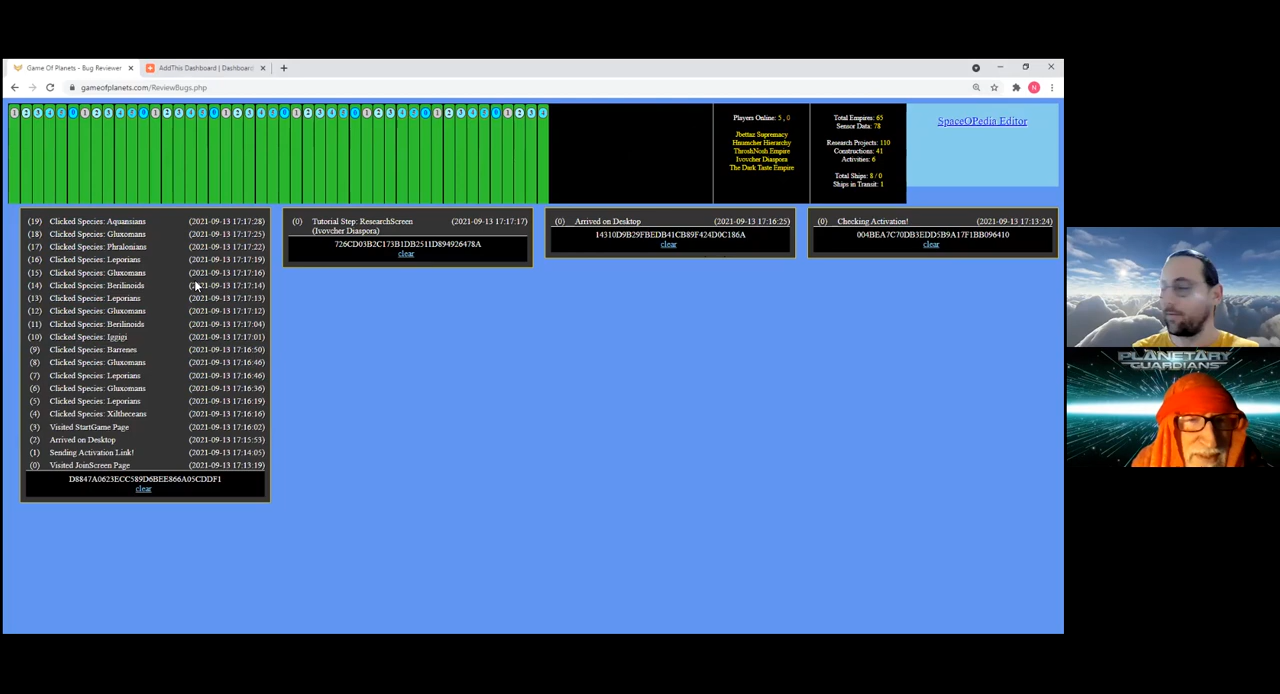 Game Of Planets - Bug Reviewer
AddThis Dashboard | Dashboard
gameofplanets.com/ReviewBugs.php
N
Players Online: 5 , 0
Jbettaz Supremacy
Hnumcher Hierarchy
ThroshNosh Empire
Ivovcher Diaspora
The Dark Taste Empire
Total Empires: 65
Sensor Data: 78
Research Projects: 110
Constructions: 41
Activities: 6
Total Ships: 8 / 0
Ships in Transit: 1
SpaceOPedia Editor
(19) Clicked Species: Aquansians (2021-09-13 17:17:28)
(18) Clicked Species: Gluxomans (2021-09-13 17:17:25)
(17) Clicked Species: Phralonians (2021-09-13 17:17:22)
(16) Clicked Species: Leporians (2021-09-13 17:17:19)
(15) Clicked Species: Gluxomans (2021-09-13 17:17:16)
(14) Clicked Species: Berilinoids (2021-09-13 17:17:14)
(13) Clicked Species: Leporians (2021-09-13 17:17:13)
(12) Clicked Species: Gluxomans (2021-09-13 17:17:12)
(11) Clicked Species: Berilinoids (2021-09-13 17:17:04)
(10) Clicked Species: Iggigi (2021-09-13 17:17:01)
(9) Clicked Species: Barrenes (2021-09-13 17:16:50)
(8) Clicked Species: Gluxomans (2021-09-13 17:16:46)
(7) Clicked Species: Leporians (2021-09-13 17:16:46)
(6) Clicked Species: Gluxomans (2021-09-13 17:16:36)
(5) Clicked Species: Leporians (2021-09-13 17:16:19)
(4) Clicked Species: Xiltheceans (2021-09-13 17:16:16)
(3) Visited StartGame Page (2021-09-13 17:16:02)
(2) Arrived on Desktop (2021-09-13 17:15:53)
(1) Sending Activation Link! (2021-09-13 17:14:05)
(0) Visited JoinScreen Page (2021-09-13 17:13:19)
D8847A0623ECC589D6BEE866A05CDDF1
clear
(0) Tutorial Step: ResearchScreen (2021-09-13 17:17:17)
(Ivovcher Diaspora)
726CD03B2C173B1DB2511D894926478A
clear
(0) Arrived on Desktop (2021-09-13 17:16:25)
14310D9B29FBEDB41CB89F424D0C186A
clear
(0) Checking Activation! (2021-09-13 17:13:24)
004BEA7C70DB3EDD5B9A17F1BB096410
clear
PLANETARY
GUARDIANS